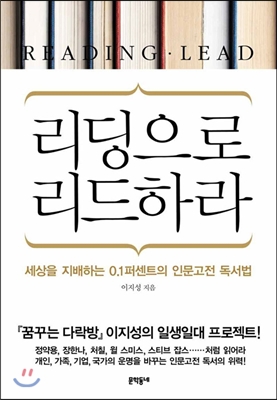 READING · LEAD
리딩으로
리드하라
세상을 지배하는 0.1퍼센트의 인문고전 독서법
이지성 지음
『꿈꾸는 다락방』 이지성의 일생일대 프로젝트!
정약용, 장한나, 처칠, 윌 스미스, 스티브 잡스……처럼 읽어라
개인, 가족, 기업, 국가의 운명을 바꾸는 인문고전 독서의 위력!
문학동네